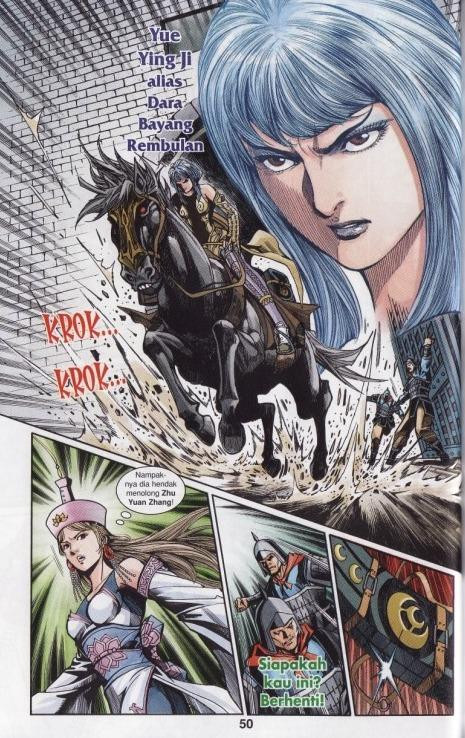 Yue
Ying Ji
alias
Dara
Bayang
Rembulan
KROK...
KROK...
Nampak-
nya dia hendak
menolong Zhu
Yuan Zhang!
Siapakah
kau ini?
Berhenti!
50